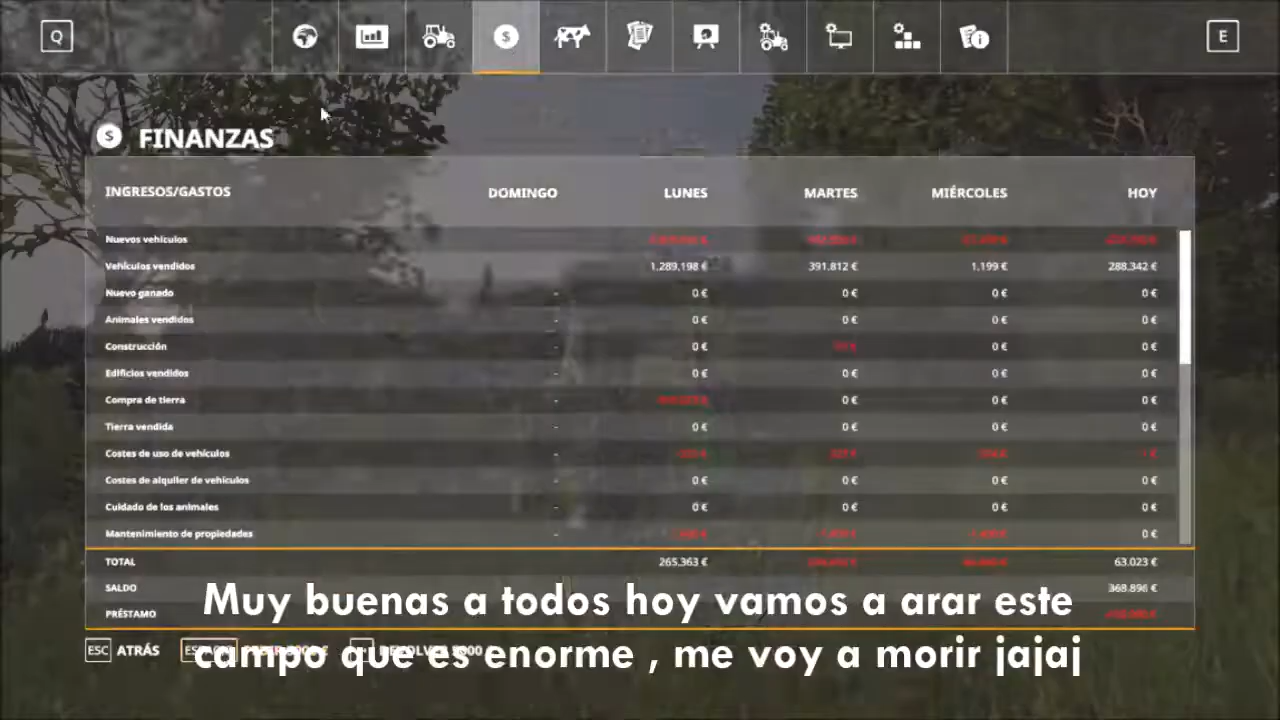 Q
E
FINANZAS
INGRESOS/GASTOS DOMINGO LUNES MARTES MIÉRCOLES HOY
Nuevos vehículos
Vehículos vendidos 1,289,198 € 391.812 € 1,199 € 288.342 €
Nuevo ganado - 0 € 0 € 0 € 0 €
Animales vendidos - 0 € 0 € 0 € 0 €
Construcción - 0 € 0 € 0 €
Edificios vendidos - 0 € 0 € 0 € 0 €
Compra de tierra - 0 € 0 € 0 €
Tierra vendida - 0 € 0 € 0 € 0 €
Costes de uso de vehículos - -1 €
Costes de alquiler de vehículos - 0 € 0 € 0 € 0 €
Cuidado de los animales - 0 € 0 € 0 € 0 €
Mantenimiento de propiedades - 0 €
TOTAL 265.363 € 63.023 €
SALDO 368.896 €
PRÉSTAMO
Muy buenas a todos hoy vamos a arar este
campo que es enorme , me voy a morir jajaj
ESC ATRÁS